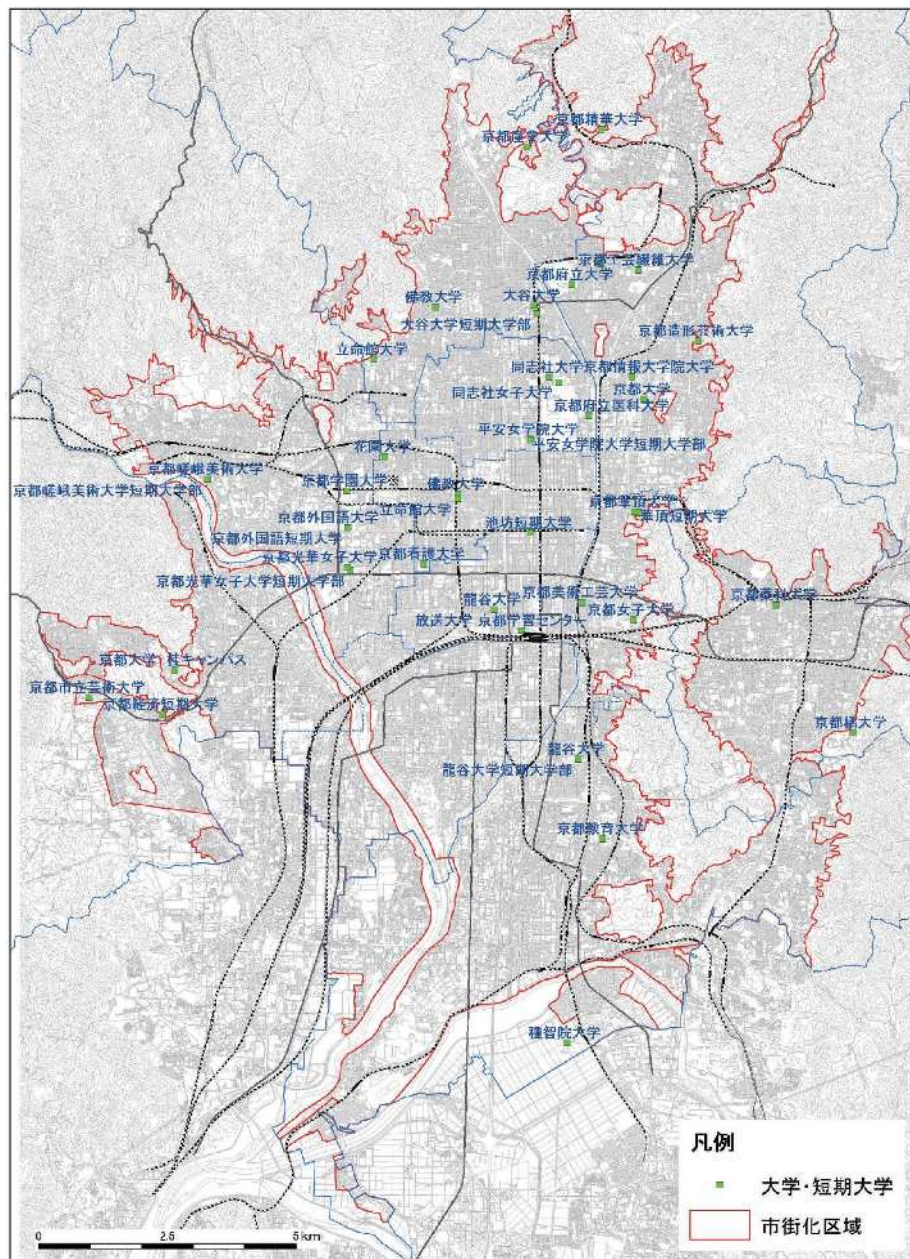 京都精華大学
京都産業大学
京都工芸繊維大学
京都府立大学
佛教大学
大谷大学
大谷大学短期大学部
京都造形芸術大学
立命館大学
同志社大学
京都情報大学院大学
同志社女子大学
京都大学
京都府立医科大学
平安女学院大学
花園大学
平安女学院大学短期大学部
京都嵯峨美術大学
京都嵯峨美術大学短期大学部
京都学園大学※
佛教大学
立命館大学
京都華頂大学
華頂短期大学
京都外国語大学
池坊短期大学
京都外国語短期大学
京都光華女子大学
京都看護大学
京都光華女子大学短期大学部
龍谷大学
京都美術工芸大学
京都女子大学
京都薬科大学
放送大学 京都学習センター
京都大学 桂キャンパス
京都市立芸術大学
京都経済短期大学
京都橘大学
龍谷大学
龍谷大学短期大学部
京都教育大学
種智院大学
凡例
大学・短期大学
市街化区域
0 2.5 5 km